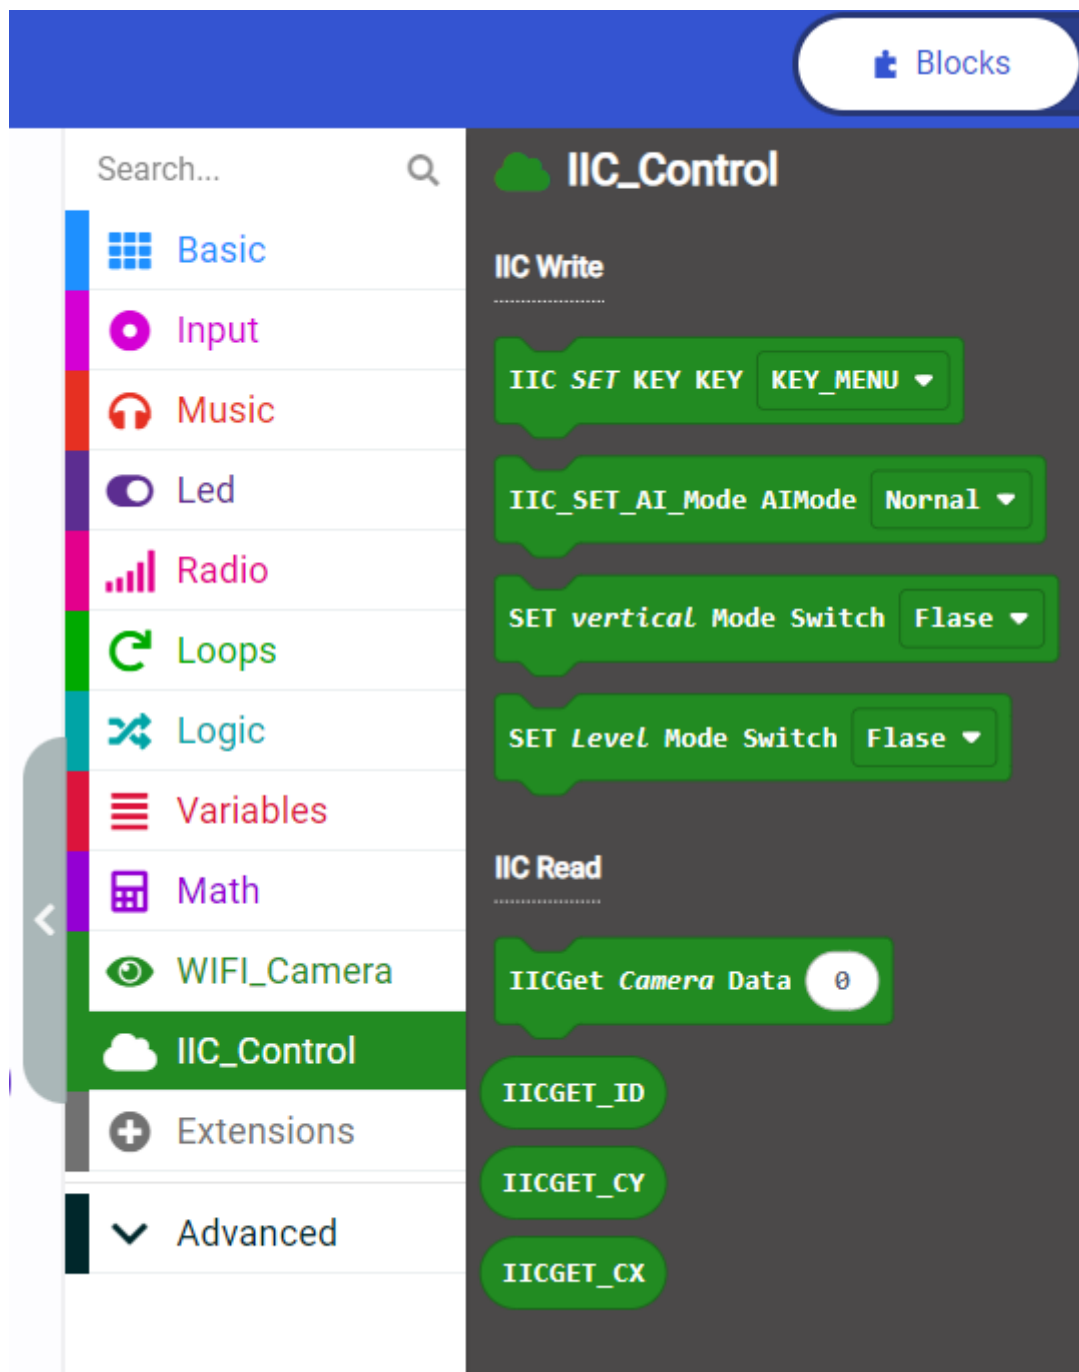 Blocks
Search...
Basic
Input
Music
Led
Radio
Loops
Logic
Variables
Math
WIFI_Camera
IIC_Control
Extensions
Advanced
IIC_Control
IIC Write
IIC SET KEY KEY KEY_MENU
IIC_SET_AI_Mode AIMode Nornal
SET vertical Mode Switch Flase
SET Level Mode Switch Flase
IIC Read
IICGet Camera Data 0
IICGET_ID
IICGET_CY
IICGET_CX